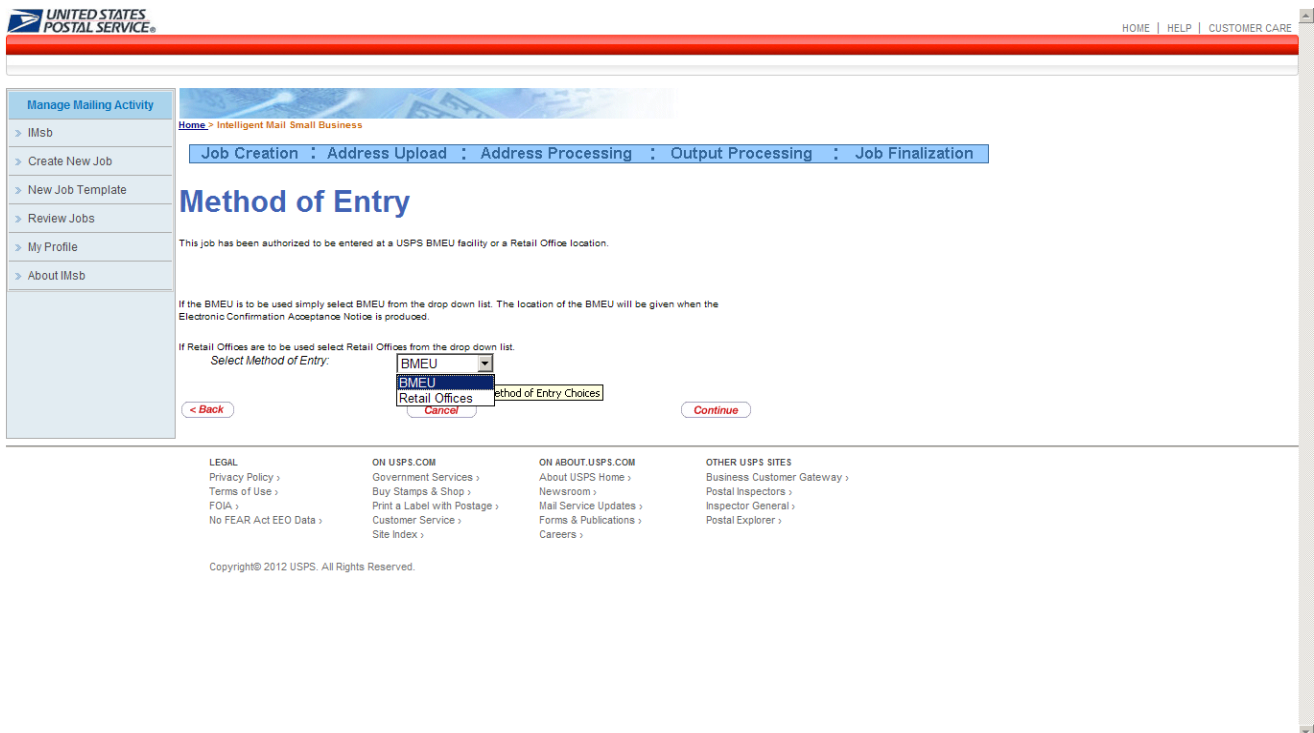 UNITED STATES
POSTAL SERVICE®
HOME | HELP | CUSTOMER CARE
Manage Mailing Activity
IMsb
Create New Job
New Job Template
Review Jobs
My Profile
About IMsb
Home > Intelligent Mail Small Business
Job Creation : Address Upload : Address Processing : Output Processing : Job Finalization
Method of Entry
This job has been authorized to be entered at a USPS BMEU facility or a Retail Office location.
If the BMEU is to be used simply select BMEU from the drop down list. The location of the BMEU will be given when the
Electronic Confirmation Acceptance Notice is produced.
If Retail Offices are to be used select Retail Offices from the drop down list.
Select Method of Entry: BMEU
BMEU
Retail Offices
ethod of Entry Choices
< Back Cancel Continue
LEGAL
Privacy Policy ›
Terms of Use ›
FOIA ›
No FEAR Act EEO Data ›
ON USPS.COM
Government Services ›
Buy Stamps & Shop ›
Print a Label with Postage ›
Customer Service ›
Site Index ›
ON ABOUT.USPS.COM
About USPS Home ›
Newsroom ›
Mail Service Updates ›
Forms & Publications ›
Careers ›
OTHER USPS SITES
Business Customer Gateway ›
Postal Inspectors ›
Inspector General ›
Postal Explorer ›
Copyright© 2012 USPS. All Rights Reserved.